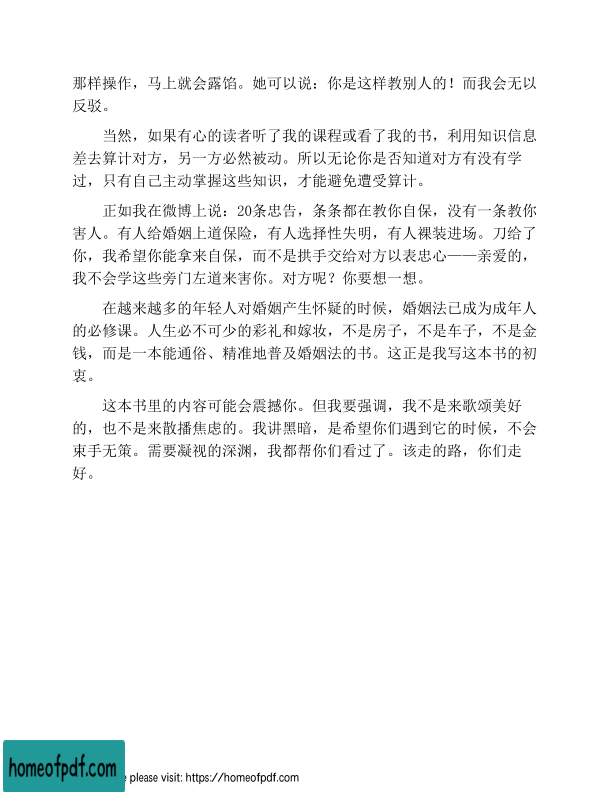 那样操作，马上就会露馅。她可以说：你是这样教别人的！而我会无以
反驳。
当然，如果有心的读者听了我的课程或看了我的书，利用知识信息
差去算计对方，另一方必然被动。所以无论你是否知道对方有没有学
过，只有自己主动掌握这些知识，才能避免遭受算计。
正如我在微博上说：20条忠告，条条都在教你自保，没有一条教你
害人。有人给婚姻上道保险，有人选择性失明，有人裸装进场。刀给了
你，我希望你能拿来自保，而不是拱手交给对方以表忠心——亲爱的，
我不会学这些旁门左道来害你。对方呢？你要想一想。
在越来越多的年轻人对婚姻产生怀疑的时候，婚姻法已成为成年人
的必修课。人生必不可少的彩礼和嫁妆，不是房子，不是车子，不是金
钱，而是一本能通俗、精准地普及婚姻法的书。这正是我写这本书的初
衷。
这本书里的内容可能会震撼你。但我要强调，我不是来歌颂美好
的，也不是来散播焦虑的。我讲黑暗，是希望你们遇到它的时候，不会
束手无策。需要凝视的深渊，我都帮你们看过了。该走的路，你们走
好。
homeofpdf.com
e please visit: https://homeofpdf.com